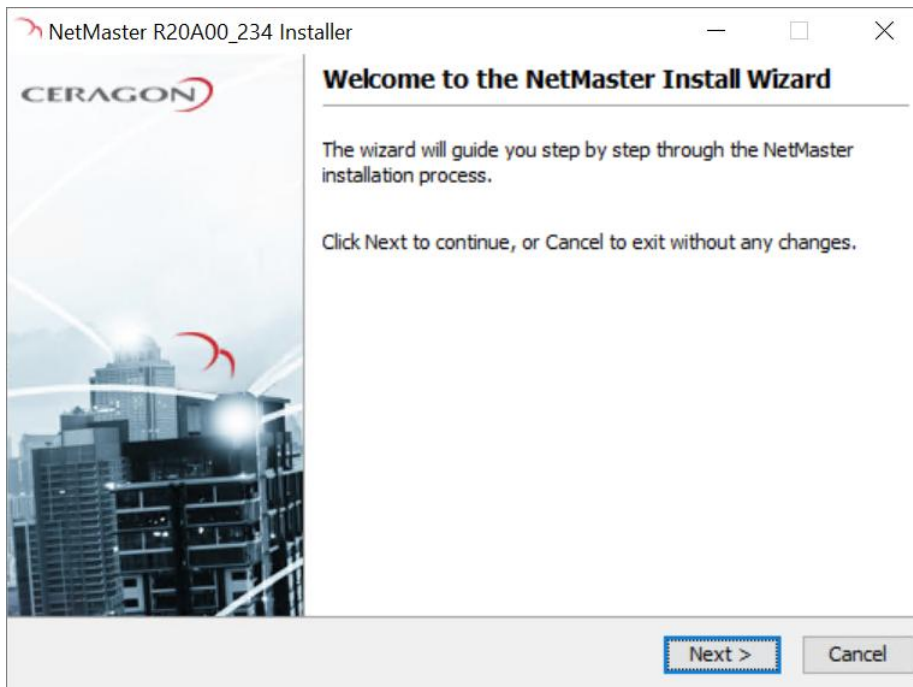 NetMaster R20A00_234 Installer
CERAGON
Welcome to the NetMaster Install Wizard
The wizard will guide you step by step through the NetMaster
installation process.
Click Next to continue, or Cancel to exit without any changes.
Next >
Cancel